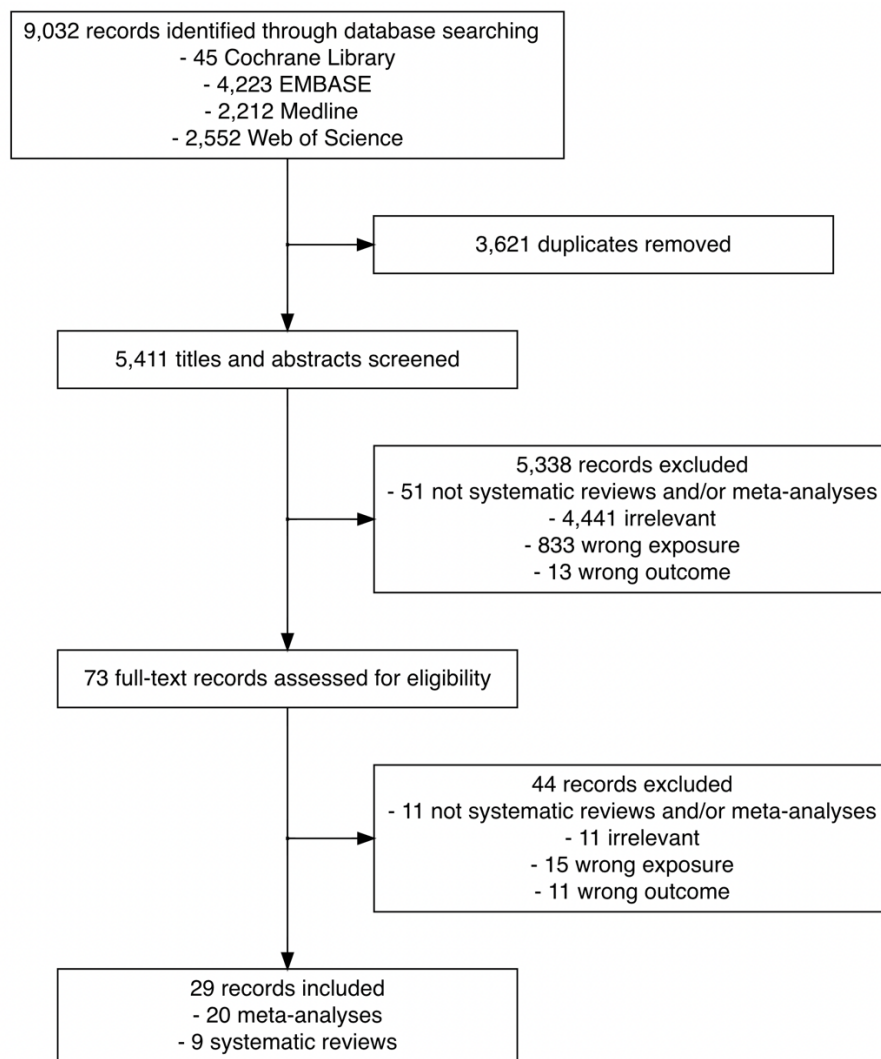 9,032 records identified through database searching
- 45 Cochrane Library
- 4,223 EMBASE
- 2,212 Medline
- 2,552 Web of Science
3,621 duplicates removed
5,411 titles and abstracts screened
5,338 records excluded
- 51 not systematic reviews and/or meta-analyses
- 4,441 irrelevant
- 833 wrong exposure
- 13 wrong outcome
73 full-text records assessed for eligibility
44 records excluded
- 11 not systematic reviews and/or meta-analyses
- 11 irrelevant
- 15 wrong exposure
- 11 wrong outcome
29 records included
- 20 meta-analyses
- 9 systematic reviews